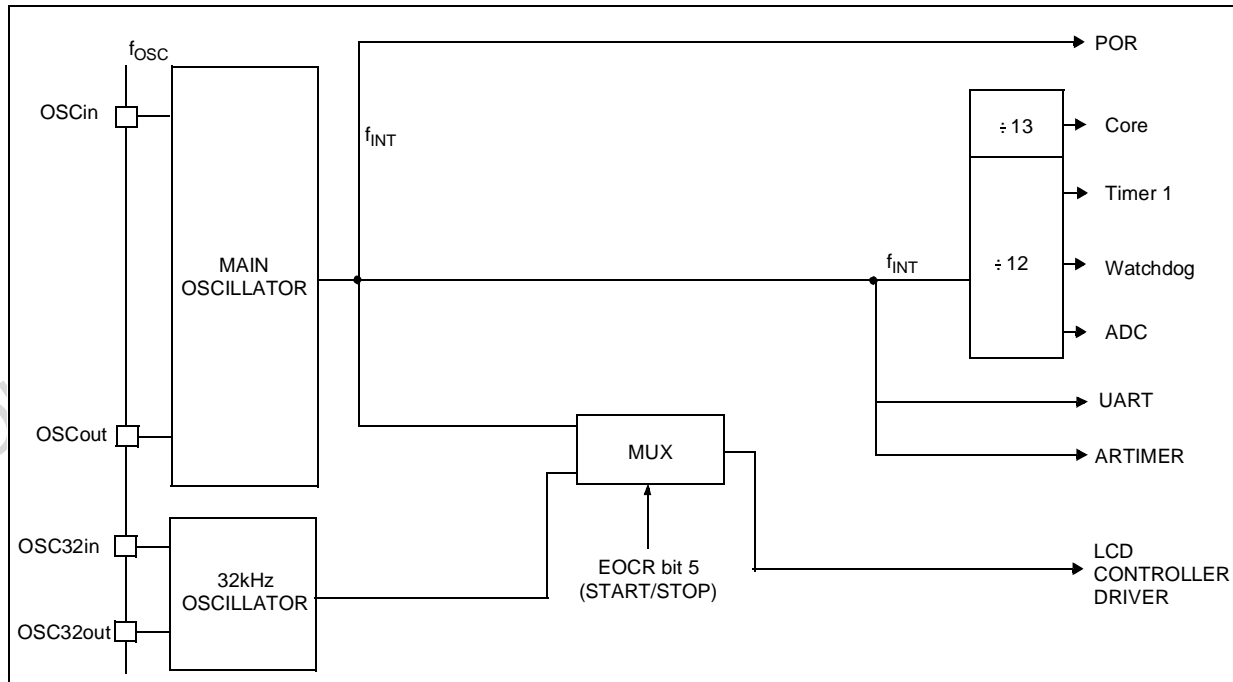 fOSC
POR
OSCin
÷13
Core
fINT
Timer 1
MAIN
OSCILLATOR
fINT
÷12
Watchdog
ADC
UART
OSCout
MUX
ARTIMER
OSC32in
32kHz
OSCILLATOR
EOCR bit 5
(START/STOP)
LCD
CONTROLLER
DRIVER
OSC32out